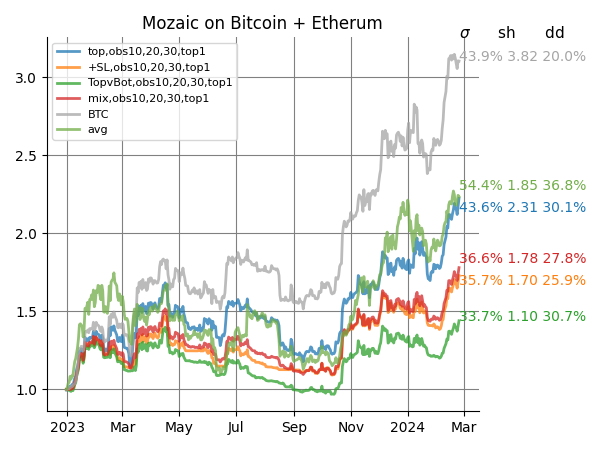 Mozaic on Bitcoin + Etherum
σ sh dd
top,obs10,20,30,top1
+SL,obs10,20,30,top1
TopvBot,obs10,20,30,top1
mix,obs10,20,30,top1
BTC
avg
43.9% 3.82 20.0%
54.4% 1.85 36.8%
43.6% 2.31 30.1%
36.6% 1.78 27.8%
35.7% 1.70 25.9%
33.7% 1.10 30.7%
3.0
2.5
2.0
1.5
1.0
2023 Mar May Jul Sep Nov 2024 Mar